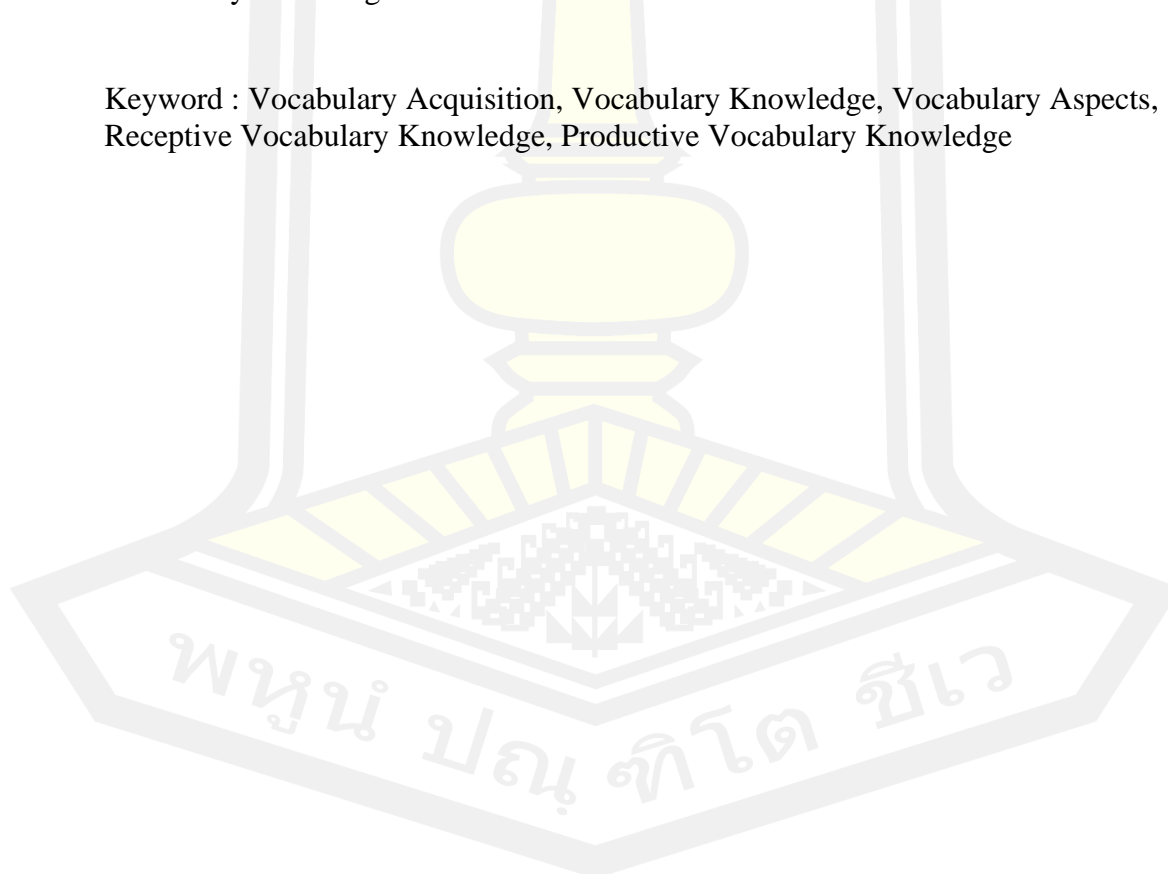 Keyword : Vocabulary Acquisition, Vocabulary Knowledge, Vocabulary Aspects,
Receptive Vocabulary Knowledge, Productive Vocabulary Knowledge
พหูนํ ปณฺฑิโต ชีเว